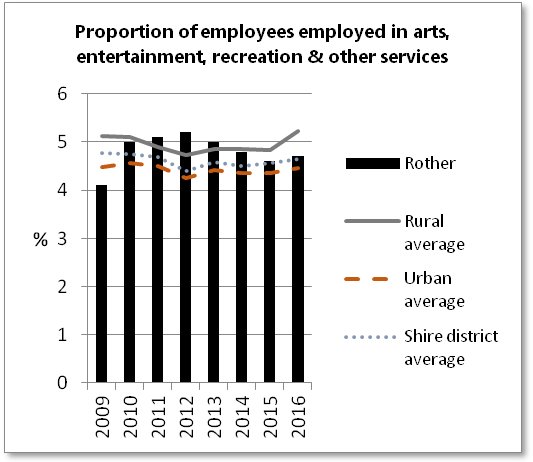 Proportion of employees employed in arts,
entertainment, recreation & other services
6
5
4
3
2
1
0
%
2009
2010
2011
2012
2013
2014
2015
2016
Rother
Rural
average
Urban
average
Shire district
average